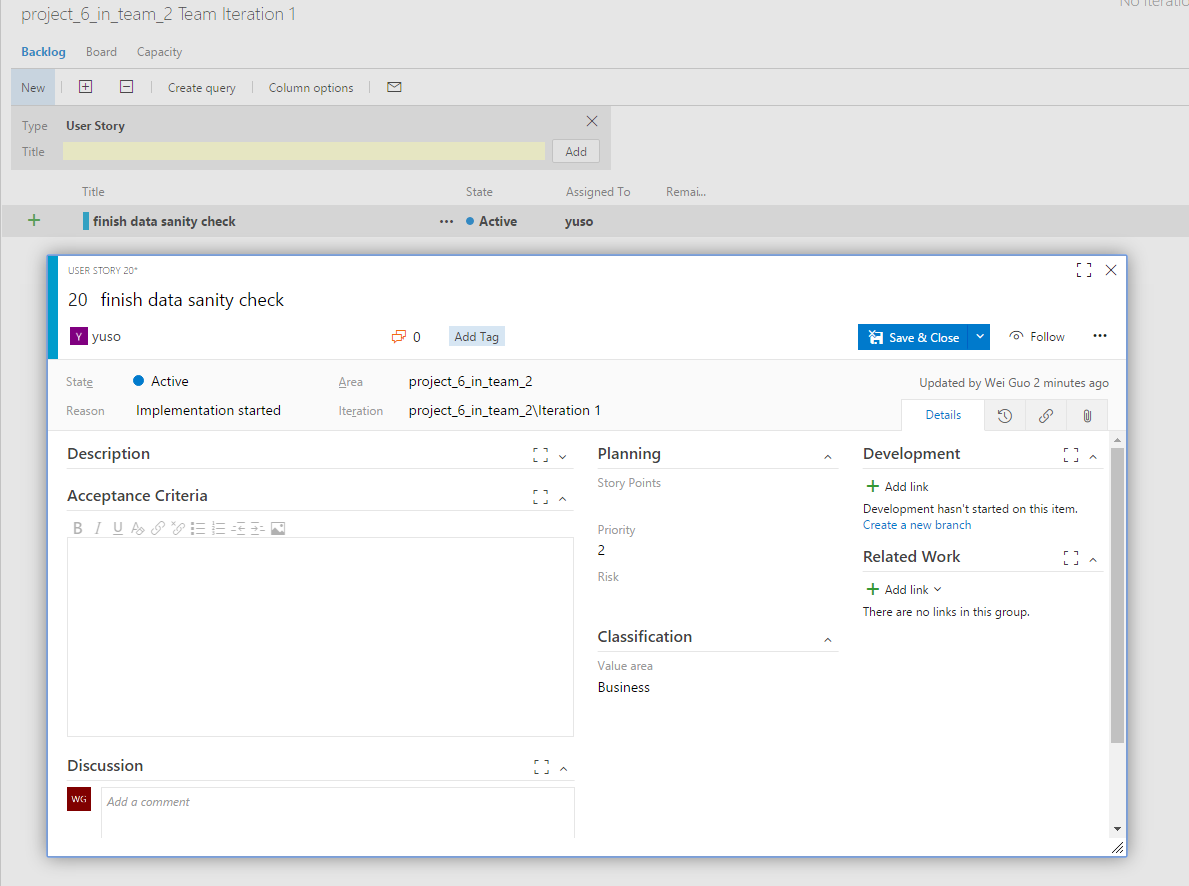 project_6_in_team_2 Team Iteration 1
No iteratio
Backlog Board Capacity
New Create query Column options
Type User Story
Title Add
Title State Assigned To Remai...
finish data sanity check ... Active yuso
USER STORY 20*
20 finish data sanity check
Y yuso 0 Add Tag Save & Close Follow ...
State Active Area project_6_in_team_2 Updated by Wei Guo 2 minutes ago
Reason Implementation started Iteration project_6_in_team_2\Iteration 1
Details
Description Planning Development
Story Points
Add link
Acceptance Criteria
Development hasn't started on this item.
Create a new branch
B I U A
Priority
2
Related Work
Risk
Add link
There are no links in this group.
Classification
Value area
Business
Discussion
WG Add a comment